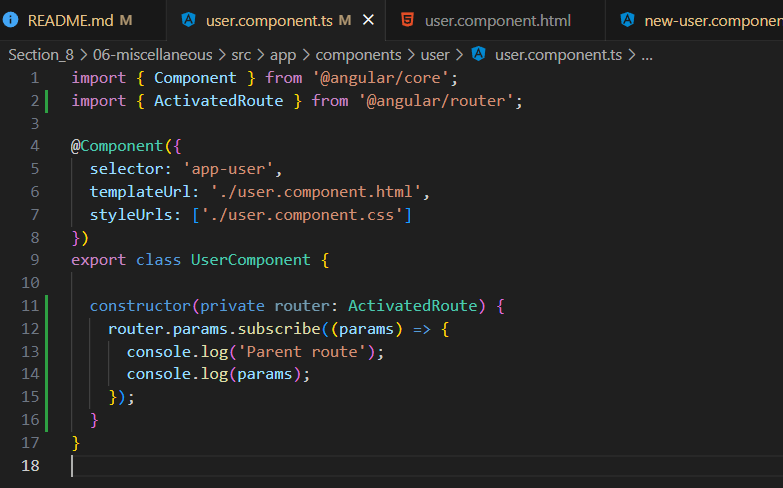 README.md M user.component.ts M user.component.html new-user.componen
Section_8 > 06-miscellaneous > src > app > components > user > user.component.ts > ...
1 import { Component } from '@angular/core';
2 import { ActivatedRoute } from '@angular/router';
3
4 @Component({
5 selector: 'app-user',
6 templateUrl: './user.component.html',
7 styleUrls: ['./user.component.css']
8 })
9 export class UserComponent {
10
11 constructor(private router: ActivatedRoute) {
12 router.params.subscribe((params) => {
13 console.log('Parent route');
14 console.log(params);
15 });
16 }
17 }
18